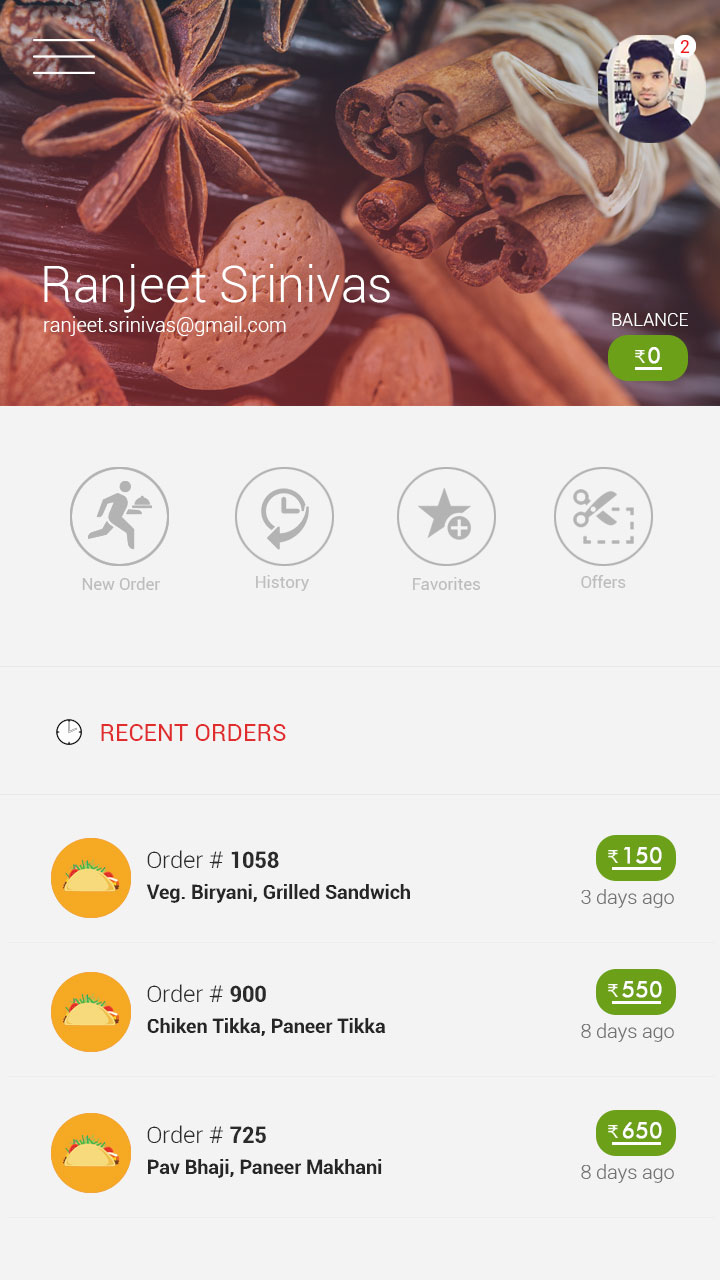 2
Ranjeet Srinivas
ranjeet.srinivas@gmail.com
BALANCE
₹0
New Order
History
Favorites
Offers
RECENT ORDERS
Order # 1058
₹150
Veg. Biryani, Grilled Sandwich
3 days ago
Order # 900
₹550
Chiken Tikka, Paneer Tikka
8 days ago
Order # 725
₹650
Pav Bhaji, Paneer Makhani
8 days ago